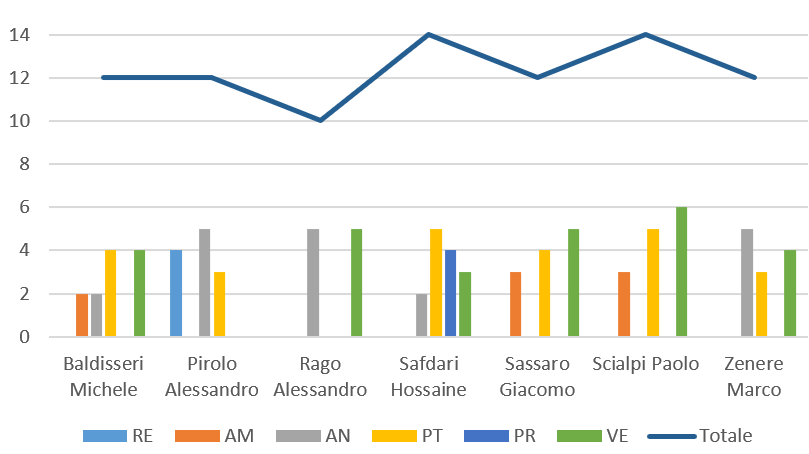 14
12
10
8
6
4
2
0
Baldisseri Pirolo Rago Safdari Sassaro Scialpi Paolo Zenere
Michele Alessandro Alessandro Hossaine Giacomo Marco
RE AM AN PT PR VE Totale